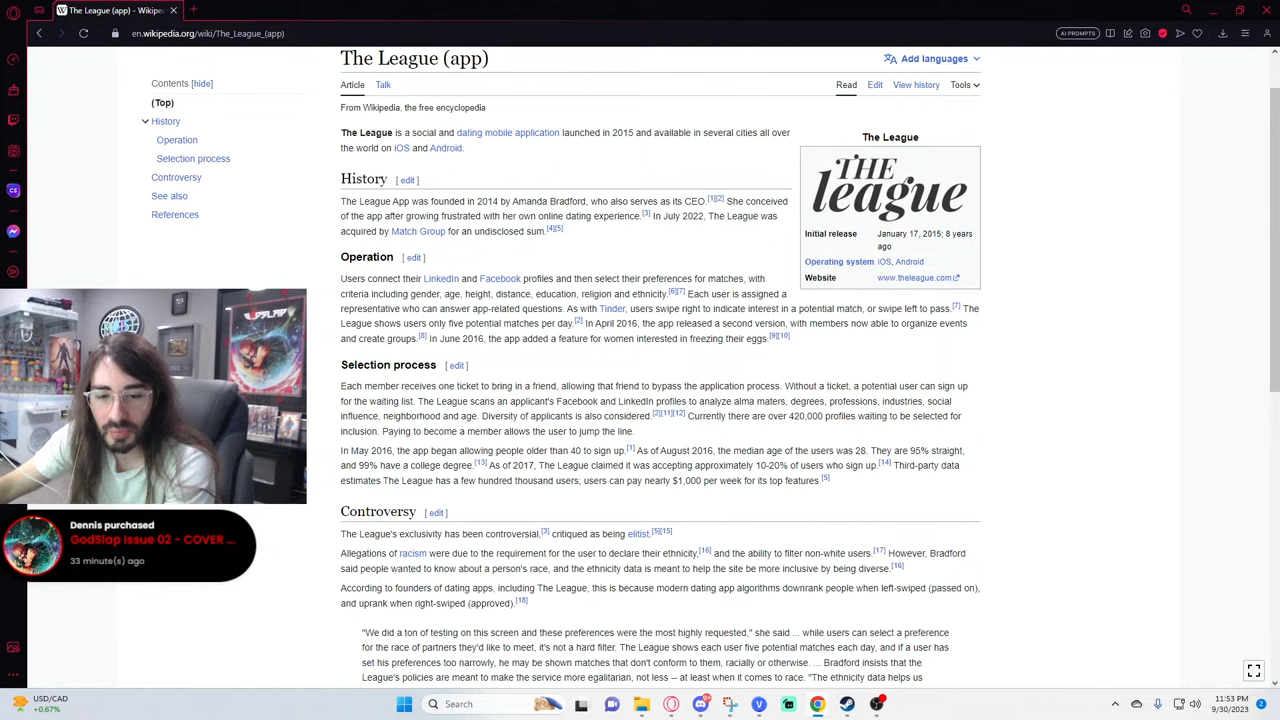 The League (app) - Wikiped
en.wikipedia.org/wiki/The_League_(app)
AI PROMPTS
The League (app)
Add languages
Article Talk
Read Edit View history Tools
From Wikipedia, the free encyclopedia
Contents [hide]
(Top)
History
Operation
Selection process
Controversy
See also
References
The League is a social and dating mobile application launched in 2015 and available in several cities all over
the world on iOS and Android.
The League
THE
league
Initial release January 17, 2015; 8 years
ago
Operating system iOS, Android
Website www.theleague.com
History [ edit ]
The League App was founded in 2014 by Amanda Bradford, who also serves as its CEO.[1][2] She conceived
of the app after growing frustrated with her own online dating experience.[3] In July 2022, The League was
acquired by Match Group for an undisclosed sum.[4][5]
Operation [ edit ]
Users connect their LinkedIn and Facebook profiles and then select their preferences for matches, with
criteria including gender, age, height, distance, education, religion and ethnicity.[6][7] Each user is assigned a
representative who can answer app-related questions. As with Tinder, users swipe right to indicate interest in a potential match, or swipe left to pass.[7] The
League shows users only five potential matches per day.[2] In April 2016, the app released a second version, with members now able to organize events
and create groups.[8] In June 2016, the app added a feature for women interested in freezing their eggs.[9][10]
Selection process [ edit ]
Each member receives one ticket to bring in a friend, allowing that friend to bypass the application process. Without a ticket, a potential user can sign up
for the waiting list. The League scans an applicant's Facebook and LinkedIn profiles to analyze alma maters, degrees, professions, industries, social
influence, neighborhood and age. Diversity of applicants is also considered.[2][11][12] Currently there are over 420,000 profiles waiting to be selected for
inclusion. Paying to become a member allows the user to jump the line.
In May 2016, the app began allowing people older than 40 to sign up.[1] As of August 2016, the median age of the users was 28. They are 95% straight,
and 99% have a college degree.[13] As of 2017, The League claimed it was accepting approximately 10-20% of users who sign up.[14] Third-party data
estimates The League has a few hundred thousand users; users can pay nearly $1,000 per week for its top features.[5]
Controversy [ edit ]
The League's exclusivity has been controversial,[3] critiqued as being elitist.[5][15]
Allegations of racism were due to the requirement for the user to declare their ethnicity,[16] and the ability to filter non-white users.[17] However, Bradford
said people wanted to know about a person's race, and the ethnicity data is meant to help the site be more inclusive by being diverse.[16]
According to founders of dating apps, including The League, this is because modern dating app algorithms downrank people when left-swiped (passed on),
and uprank when right-swiped (approved).[18]
"We did a ton of testing on this screen and these preferences were the most highly requested," she said ... while users can select a preference
for the race of partners they'd like to meet, it's not a hard filter. The League shows each user five potential matches each day, and if a user has
set his preferences too narrowly, he may be shown matches that don't conform to them, racially or otherwise. ... Bradford insists that the
League's policies are meant to make the service more egalitarian, not less -- at least when it comes to race. "The ethnicity data helps us
MOIST
GODSLAP
Dennis purchased
GodSlap Issue 02 - COVER ...
33 minute(s) ago
USD/CAD
+0.67%
Search
11:53 PM
9/30/2023
2